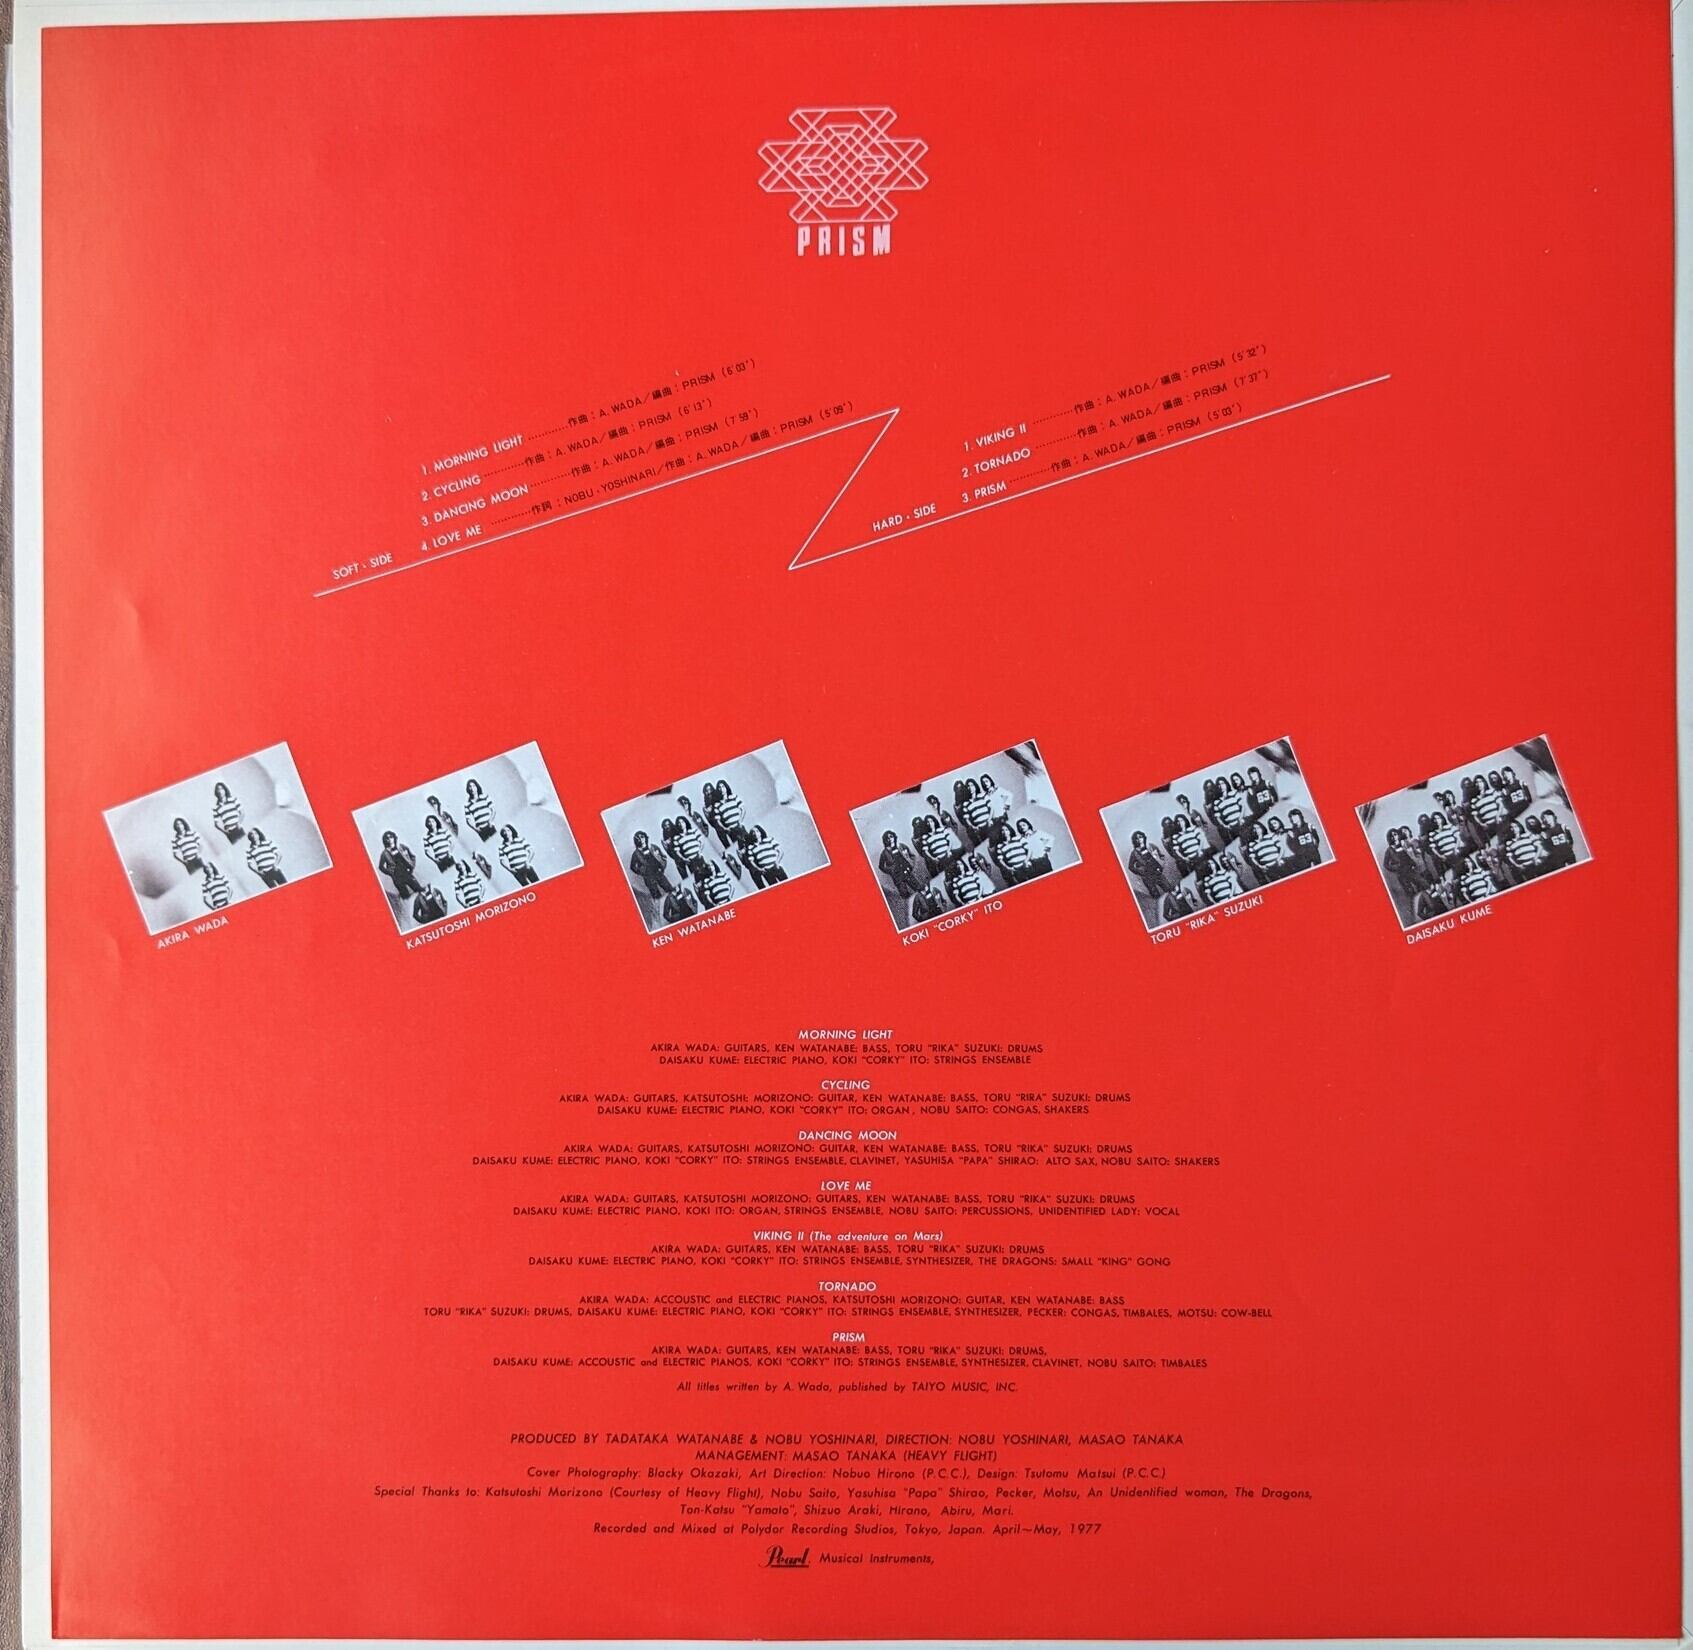 PRISM
1. MORNING LIGHT ............作曲：A. WADA／編曲：PRISM (6'03")
2. CYCLING ............作曲：A. WADA／編曲：PRISM (6'13")
3. DANCING MOON ............作曲：A. WADA／編曲：PRISM (7'59")
4. LOVE ME ............作詞：NOBU・YOSHINARI／作曲：A. WADA／編曲：PRISM (5'09")
SOFT・SIDE
1. VIKING II ............作曲：A. WADA／編曲：PRISM (5'32")
2. TORNADO ............作曲：A. WADA／編曲：PRISM (7'37")
3. PRISM ............作曲：A. WADA／編曲：PRISM (5'03")
HARD・SIDE
AKIRA WADA
KATSUTOSHI MORIZONO
KEN WATANABE
KOKI "CORKY" ITO
TORU "RIKA" SUZUKI
DAISAKU KUME
MORNING LIGHT
AKIRA WADA: GUITARS, KEN WATANABE: BASS, TORU "RIKA" SUZUKI: DRUMS
DAISAKU KUME: ELECTRIC PIANO, KOKI "CORKY" ITO: STRINGS ENSEMBLE
CYCLING
AKIRA WADA: GUITARS, KATSUTOSHI: MORIZONO: GUITAR, KEN WATANABE: BASS, TORU "RIRA" SUZUKI: DRUMS
DAISAKU KUME: ELECTRIC PIANO, KOKI "CORKY" ITO: ORGAN, NOBU SAITO: CONGAS, SHAKERS
DANCING MOON
AKIRA WADA: GUITARS, KATSUTOSHI MORIZONO: GUITAR, KEN WATANABE: BASS, TORU "RIKA" SUZUKI: DRUMS
DAISAKU KUME: ELECTRIC PIANO, KOKI "CORKY" ITO: STRINGS ENSEMBLE, CLAVINET, YASUHISA "PAPA" SHIRAO: ALTO SAX, NOBU SAITO: SHAKERS
LOVE ME
AKIRA WADA: GUITARS, KATSUTOSHI MORIZONO: GUITARS, KEN WATANABE: BASS, TORU "RIKA" SUZUKI: DRUMS
DAISAKU KUME: ELECTRIC PIANO, KOKI ITO: ORGAN, STRINGS ENSEMBLE, NOBU SAITO: PERCUSSIONS, UNIDENTIFIED LADY: VOCAL
VIKING II (The adventure on Mars)
AKIRA WADA: GUITARS, KEN WATANABE: BASS, TORU "RIKA" SUZUKI: DRUMS
DAISAKU KUME: ELECTRIC PIANO, KOKI "CORKY" ITO: STRINGS ENSEMBLE, SYNTHESIZER, THE DRAGONS: SMALL "KING" GONG
TORNADO
AKIRA WADA: ACCOUSTIC and ELECTRIC PIANOS, KATSUTOSHI MORIZONO: GUITAR, KEN WATANABE: BASS
TORU "RIKA" SUZUKI: DRUMS, DAISAKU KUME: ELECTRIC PIANO, KOKI "CORKY" ITO: STRINGS ENSEMBLE, SYNTHESIZER, PECKER: CONGAS, TIMBALES, MOTSU: COW-BELL
PRISM
AKIRA WADA: GUITARS, KEN WATANABE: BASS, TORU "RIKA" SUZUKI: DRUMS,
DAISAKU KUME: ACCOUSTIC and ELECTRIC PIANOS, KOKI "CORKY" ITO: STRINGS ENSEMBLE, SYNTHESIZER, CLAVINET, NOBU SAITO: TIMBALES
All titles written by A. Wada, published by TAIYO MUSIC, INC.
PRODUCED BY TADATAKA WATANABE & NOBU YOSHINARI, DIRECTION: NOBU YOSHINARI, MASAO TANAKA
MANAGEMENT: MASAO TANAKA (HEAVY FLIGHT)
Cover Photography: Blacky Okazaki, Art Direction: Nobuo Hirono (P.C.C.), Design: Tsutomu Matsui (P.C.C.)
Special Thanks to: Katsutoshi Morizono (Courtesy of Heavy Flight), Nobu Saito, Yasuhisa "Papa" Shirao, Pecker, Motsu, An Unidentified woman, The Dragons,
Ton-Katsu "Yamato", Shizuo Araki, Hirano, Abiru, Mari.
Recorded and Mixed at Polydor Recording Studios, Tokyo, Japan. April~May, 1977
Pearl. Musical Instruments,